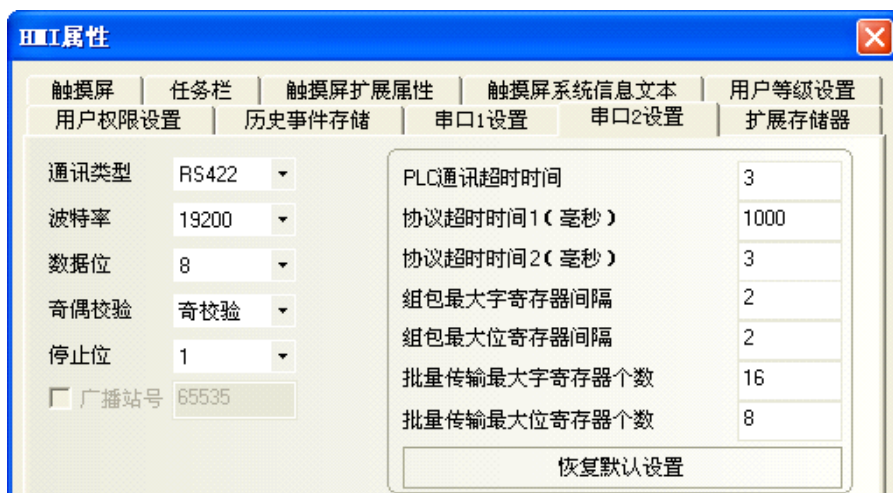 HMI属性
触摸屏 任务栏 触摸屏扩展属性 触摸屏系统信息文本 用户等级设置
用户权限设置 历史事件存储 串口1设置 串口2设置 扩展存储器
通讯类型 RS422
波特率 19200
数据位 8
奇偶校验 奇校验
停止位 1
广播站号 65535
PLC通讯超时时间 3
协议超时时间1(毫秒) 1000
协议超时时间2(毫秒) 3
组包最大字寄存器间隔 2
组包最大位寄存器间隔 2
批量传输最大字寄存器个数 16
批量传输最大位寄存器个数 8
恢复默认设置